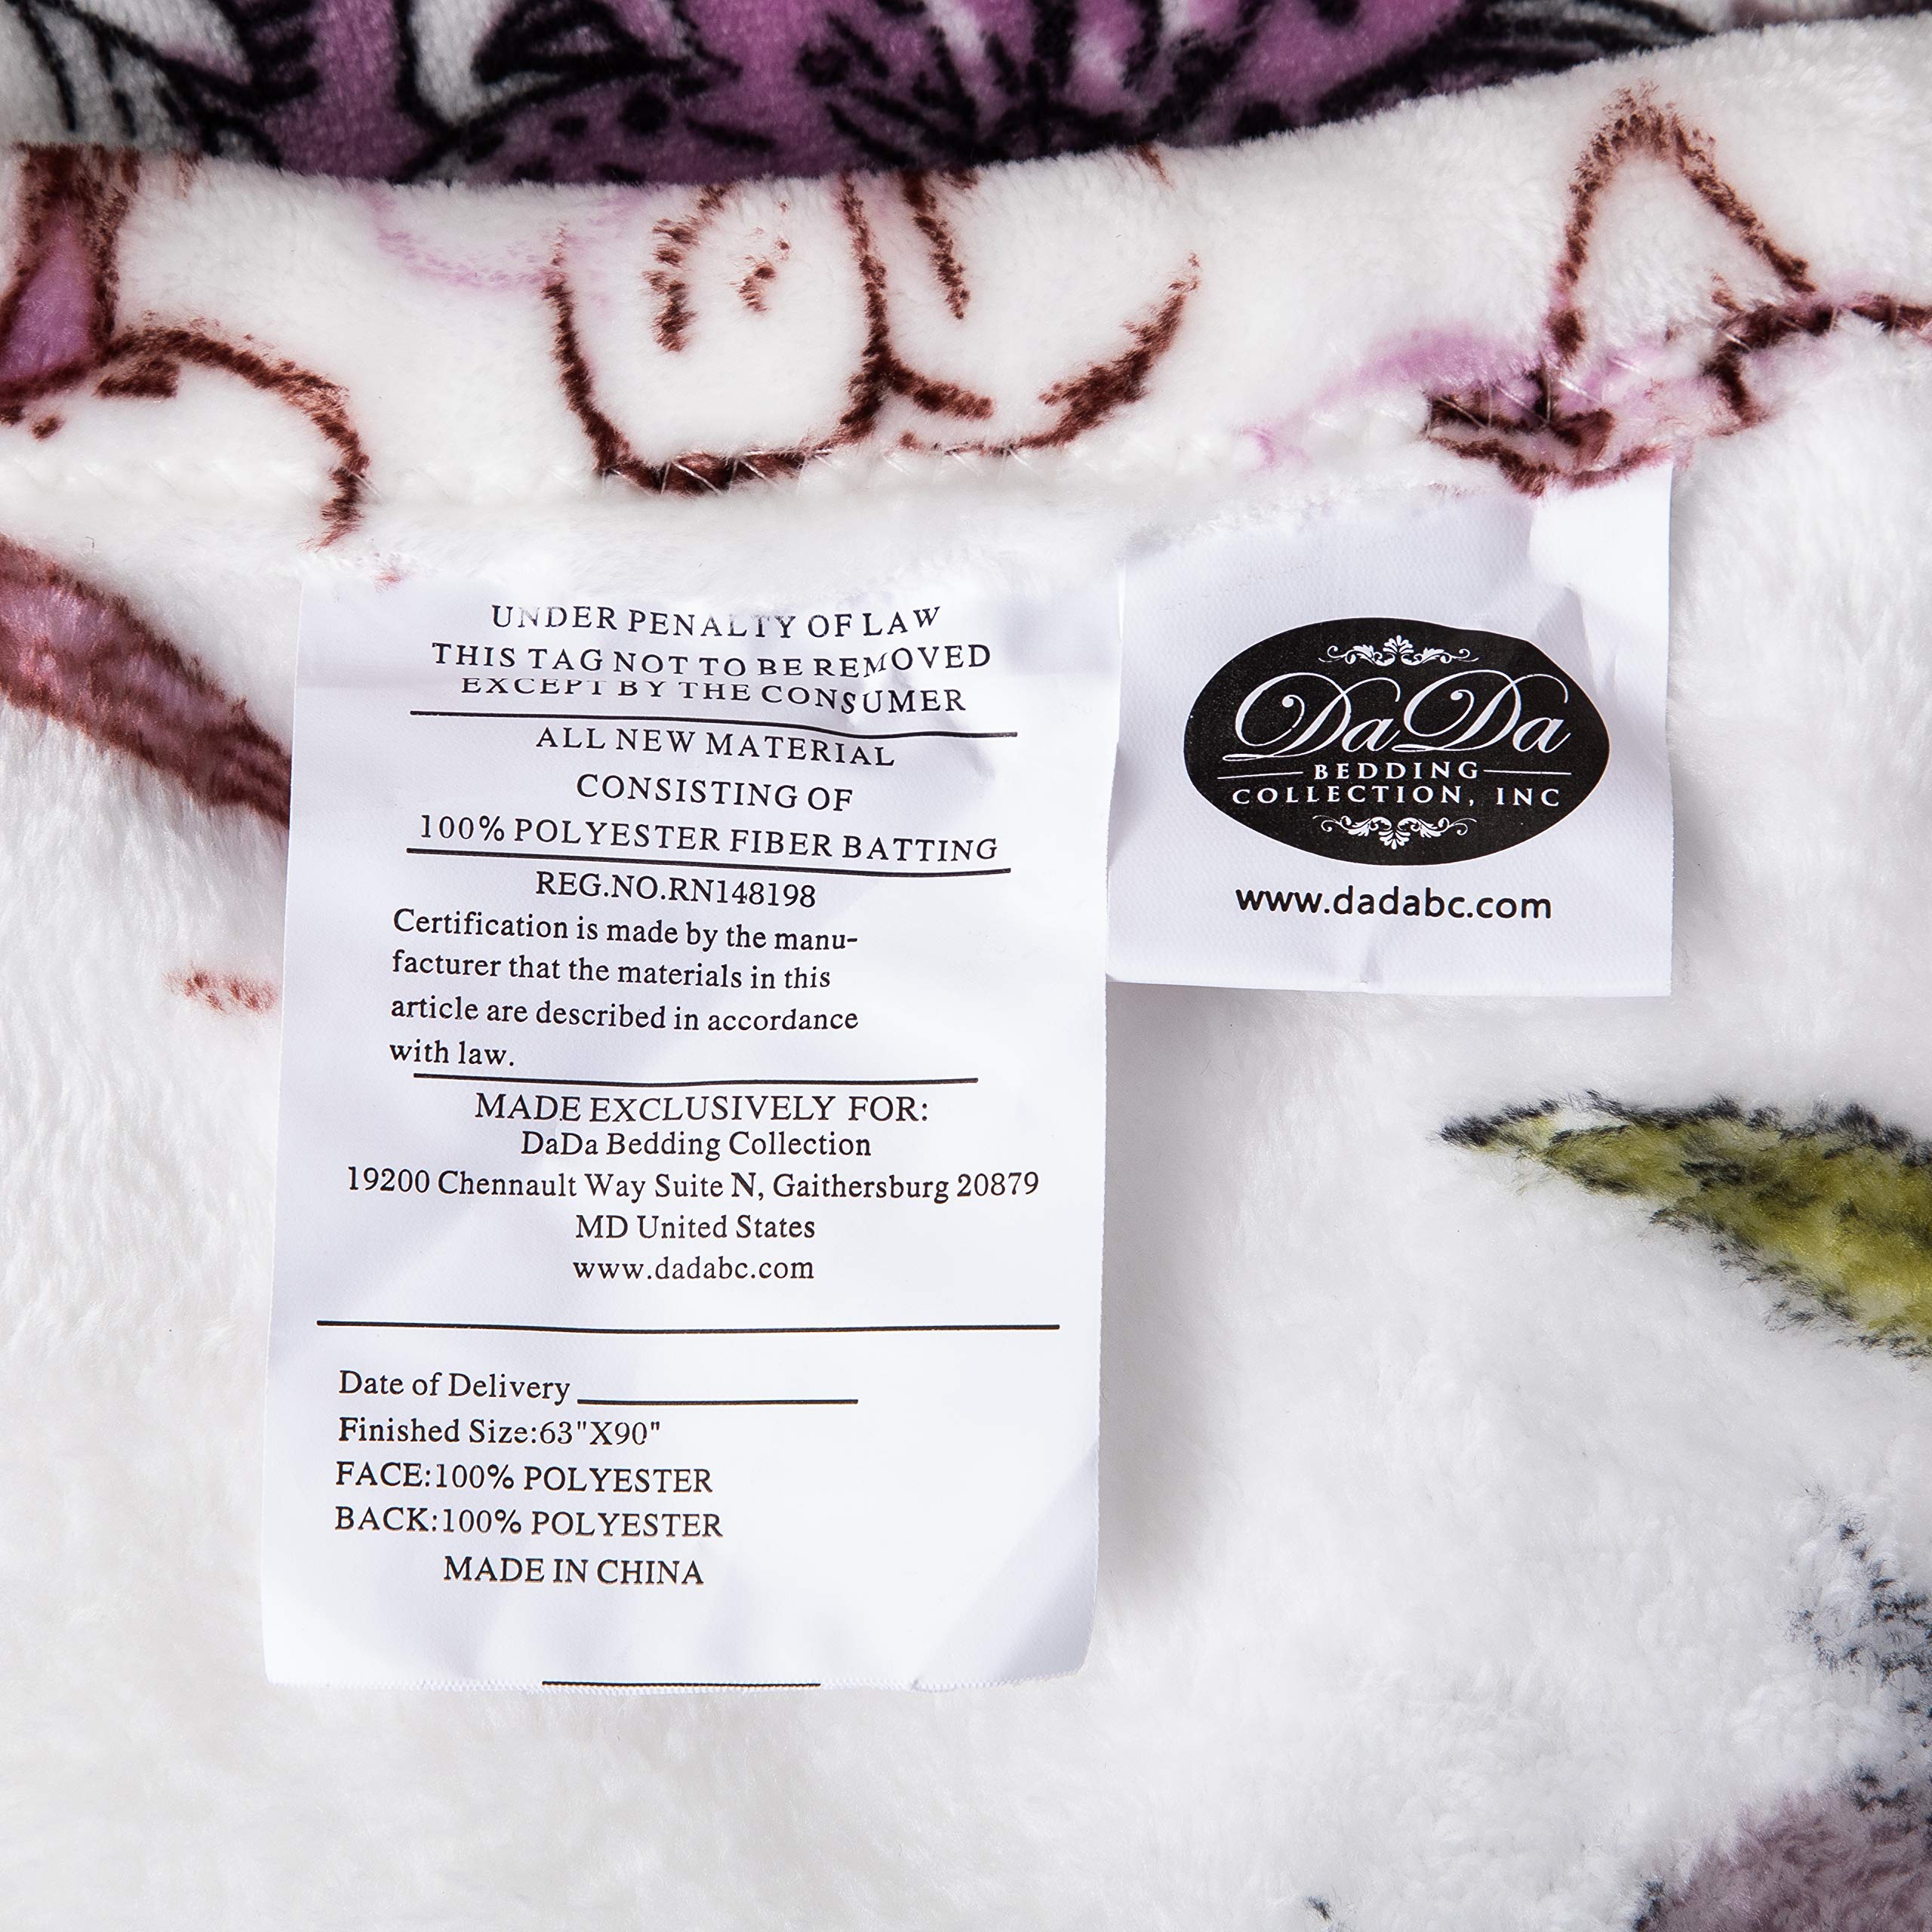 UNDER PENALTY OF LAW
THIS TAG NOT TO BE REMOVED
EXCEPT BY THE CONSUMER
ALL NEW MATERIAL
CONSISTING OF
100% POLYESTER FIBER BATTING
REG.NO.RN148198
Certification is made by the manu-
facturer that the materials in this
article are described in accordance
with law.
MADE EXCLUSIVELY FOR:
DaDa Bedding Collection
19200 Chennault Way Suite N, Gaithersburg 20879
MD United States
www.dadabc.com
Date of Delivery
Finished Size:63"X90"
FACE:100% POLYESTER
BACK:100% POLYESTER
MADE IN CHINA
DaDa
BEDDING
COLLECTION, INC
www.dadabc.com